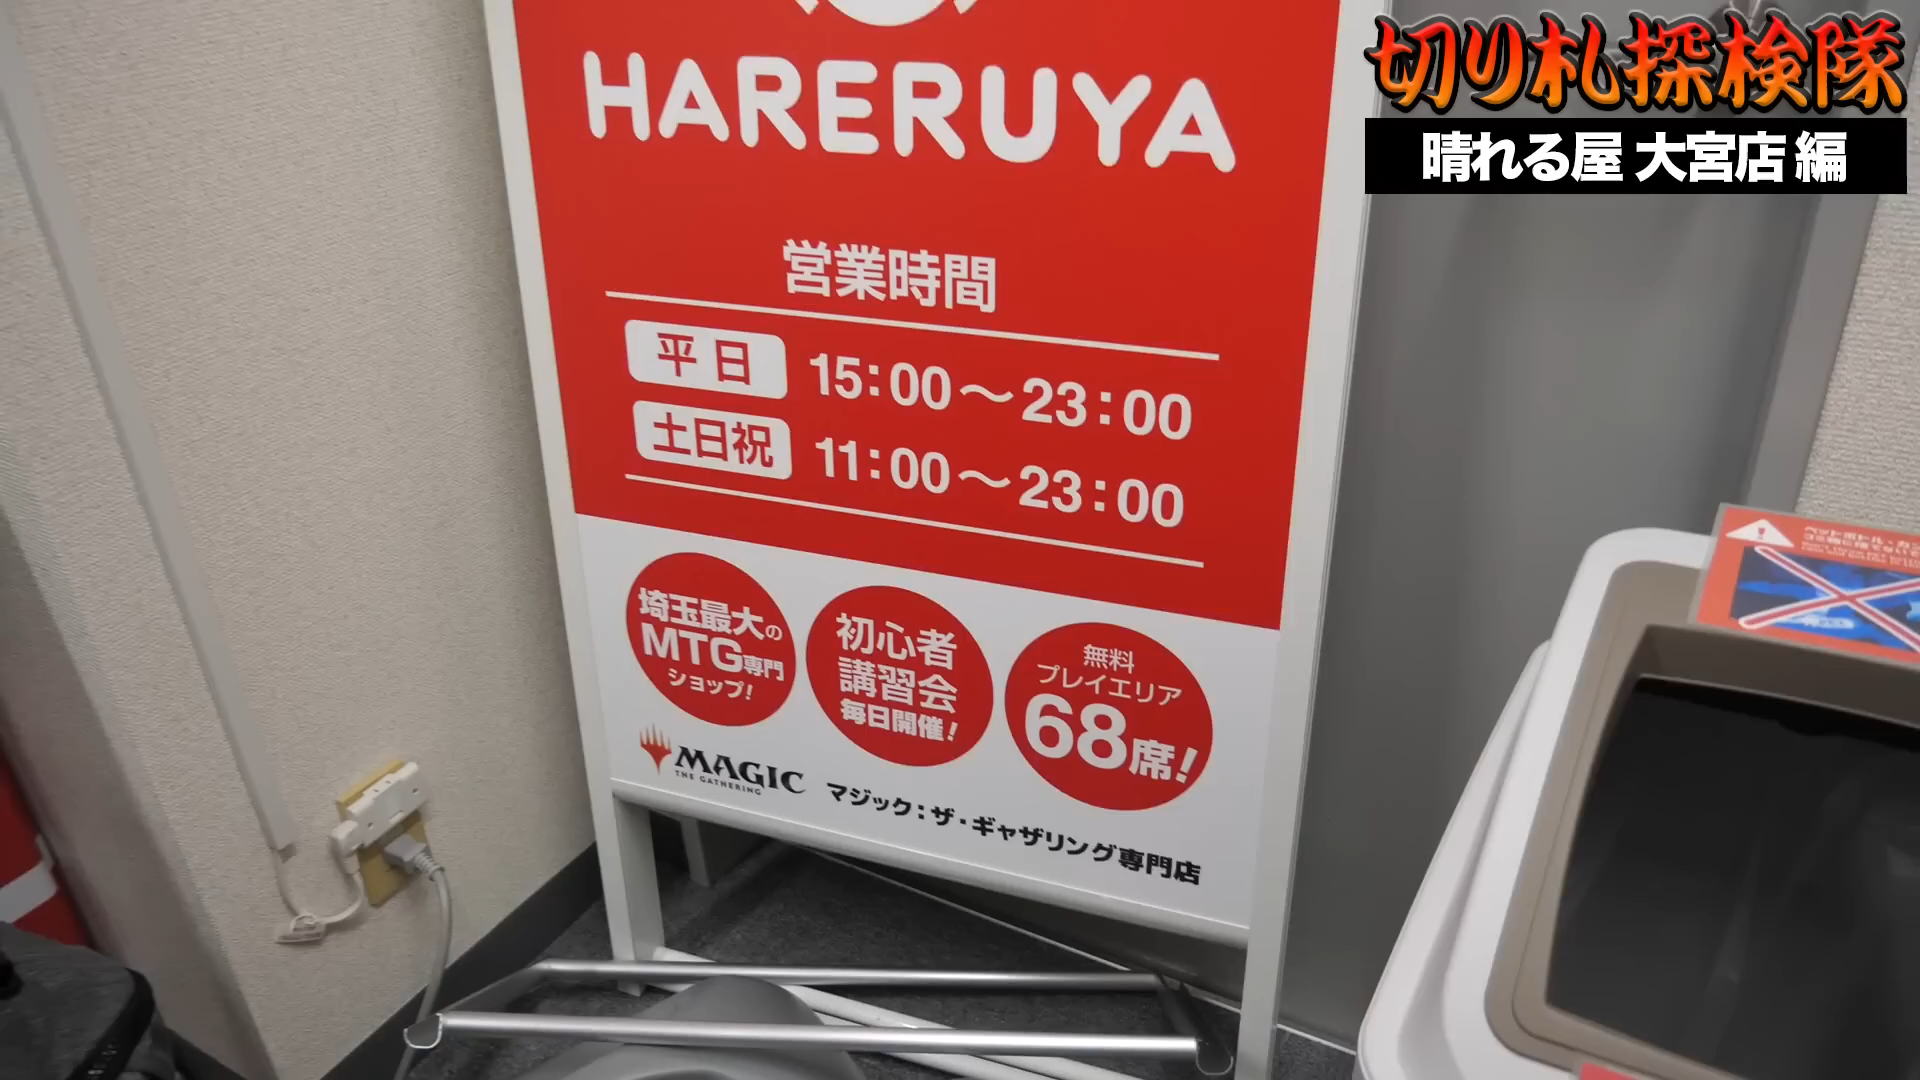 切り札探検隊
晴れる屋 大宮店 編
HARERUYA
営業時間
平日 15:00～23:00
土日祝 11:00～23:00
埼玉最大の
MTG専門
ショップ!
初心者
講習会
毎日開催!
無料
プレイエリア
68席!
MAGIC
THE GATHERING
マジック：ザ・ギャザリング専門店